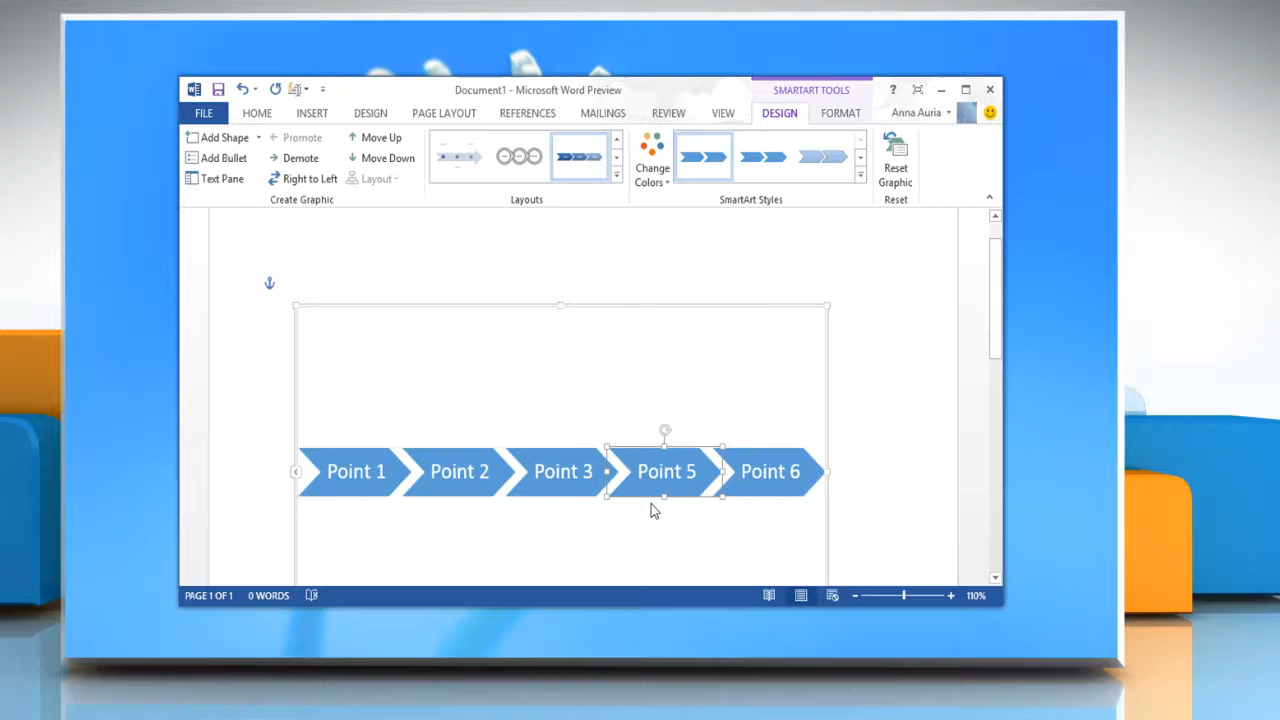 Document1 - Microsoft Word Preview
SMARTART TOOLS
?
FILE HOME INSERT DESIGN PAGE LAYOUT REFERENCES MAILINGS REVIEW VIEW DESIGN FORMAT Anna Auria
Add Shape Promote Move Up
Add Bullet Demote Move Down
Text Pane Right to Left Layout
Create Graphic
Layouts
Change
Colors
SmartArt Styles
Reset
Graphic
Reset
Point 1 Point 2 Point 3 Point 5 Point 6
PAGE 1 OF 1 0 WORDS 110%